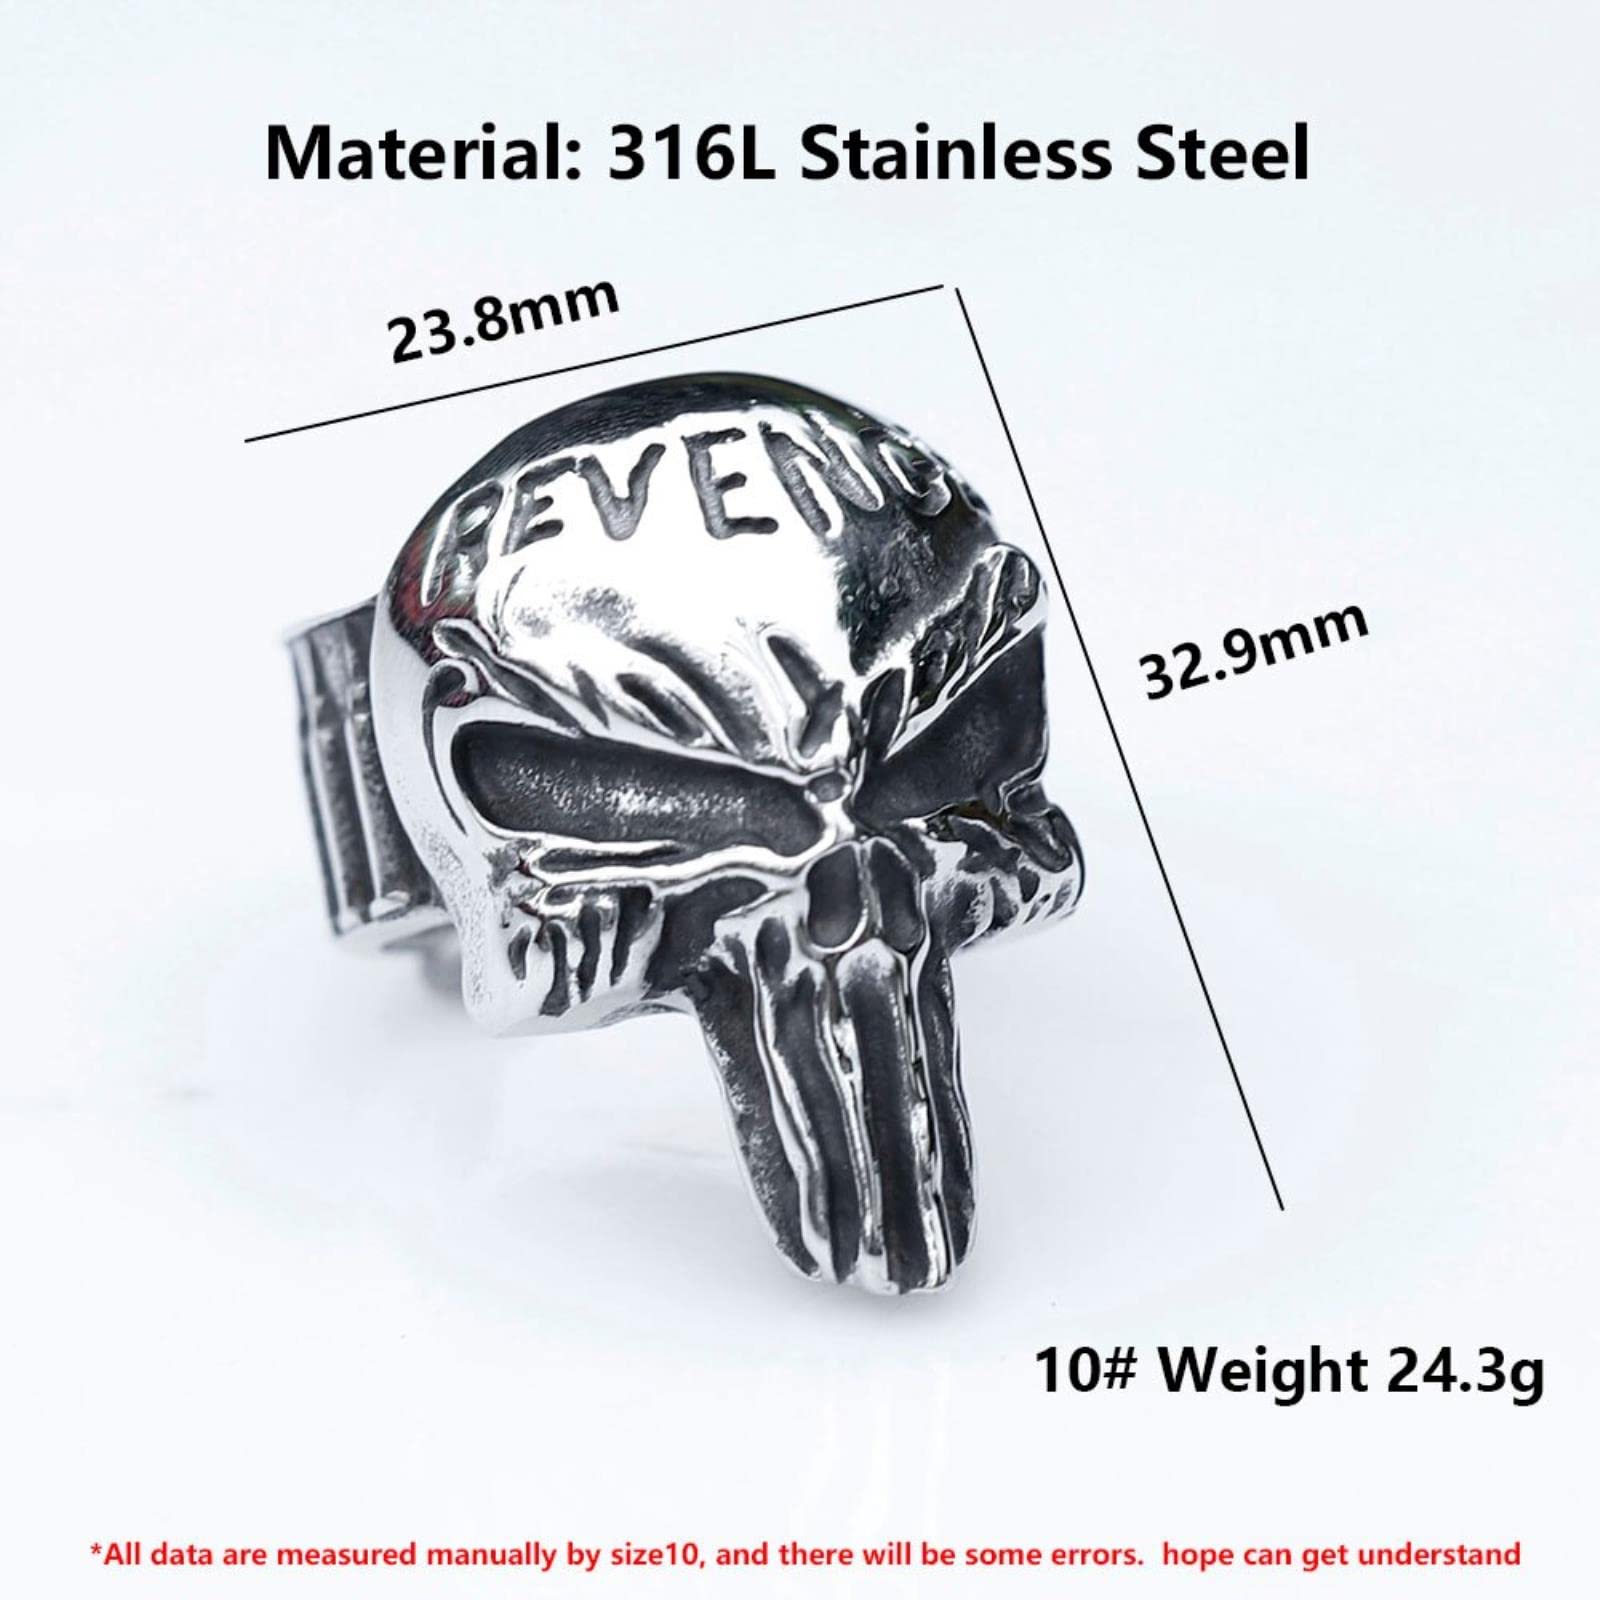 Material: 316L Stainless Steel
23.8mm
REVENG
32.9mm
10# Weight 24.3g
*All data are measured manually by size10, and there will be some errors.  hope can get understand